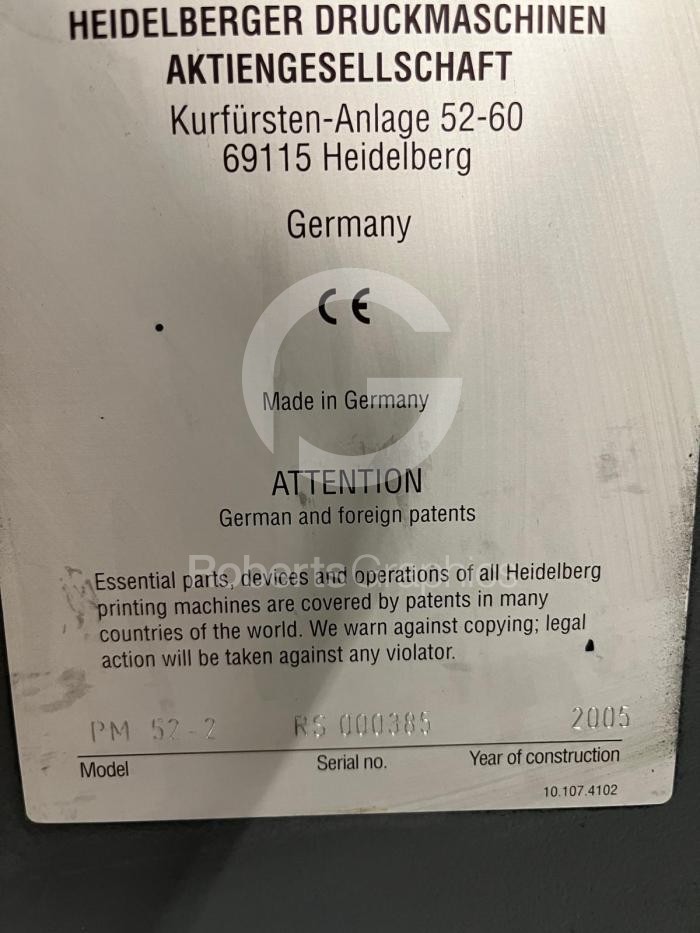 HEIDELBERGER DRUCKMASCHINEN
AKTIENGESELLSCHAFT
Kurfürsten-Anlage 52-60
69115 Heidelberg
Germany
CE
Made in Germany
ATTENTION
German and foreign patents
Roberts Graphics
Essential parts, devices and operations of all Heidelberg
printing machines are covered by patents in many
countries of the world. We warn against copying; legal
action will be taken against any violator.
PM 52-2 RS 000385 2005
Model Serial no. Year of construction
10.107.4102